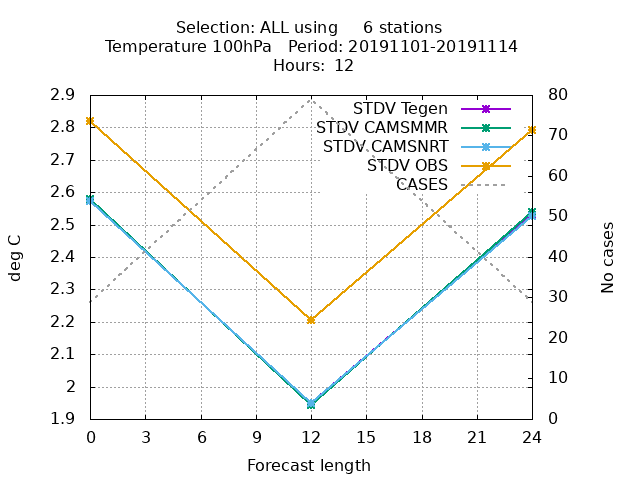 Selection: ALL using     6 stations
Temperature 100hPa   Period: 20191101-20191114
Hours: 12
2.9
2.8
2.7
2.6
2.5
2.4
2.3
2.2
2.1
2
1.9
deg C
STDV Tegen
STDV CAMSMMR
STDV CAMSNRT
STDV OBS
CASES
80
70
60
50
40
30
20
10
0
No cases
0 3 6 9 12 15 18 21 24
Forecast length